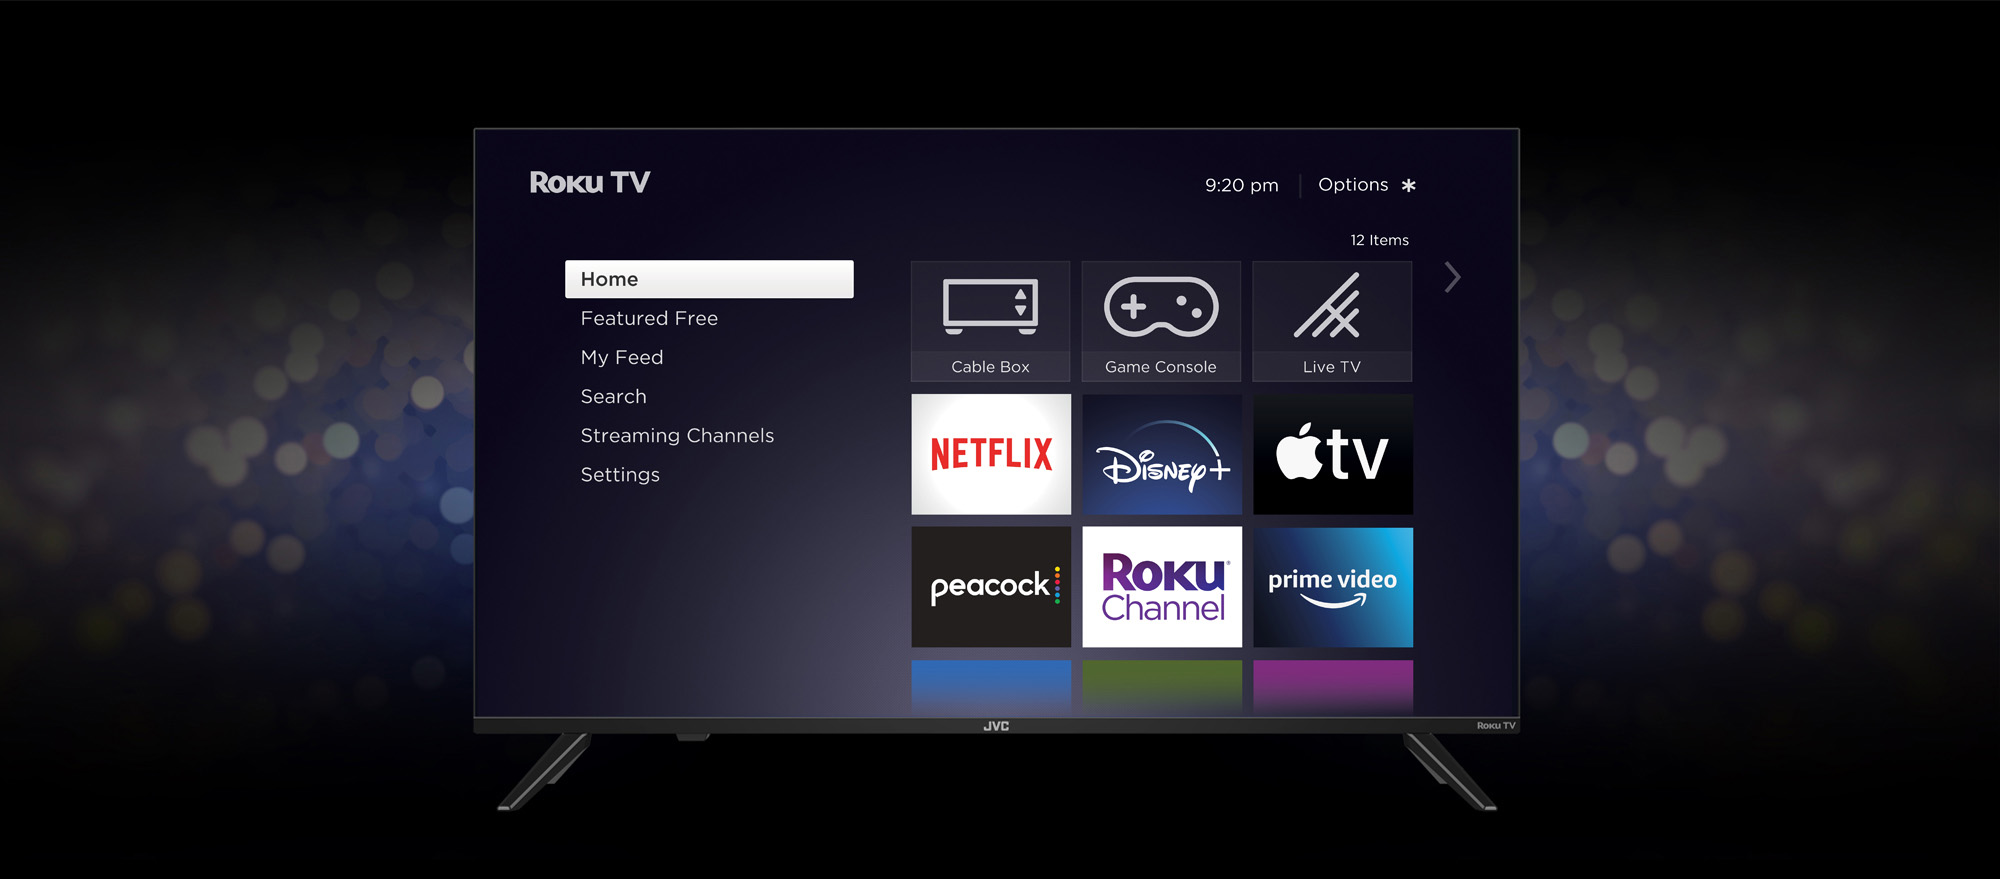 Roku TV
9:20 pm
Options *
12 Items
Home
Featured Free
My Feed
Search
Streaming Channels
Settings
Cable Box
Game Console
Live TV
NETFLIX
Disney+
tv
peacock
Roku
Channel
prime video
JVC
Roku TV